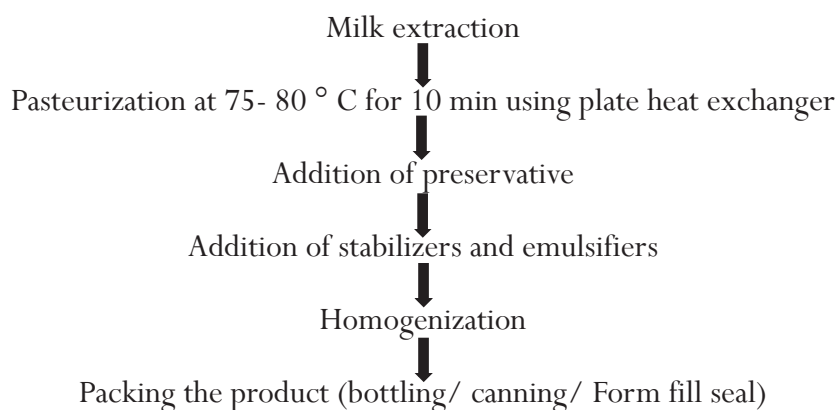 Milk extraction
Pasteurization at 75- 80 ° C for 10 min using plate heat exchanger
Addition of preservative
Addition of stabilizers and emulsifiers
Homogenization
Packing the product (bottling/ canning/ Form fill seal)